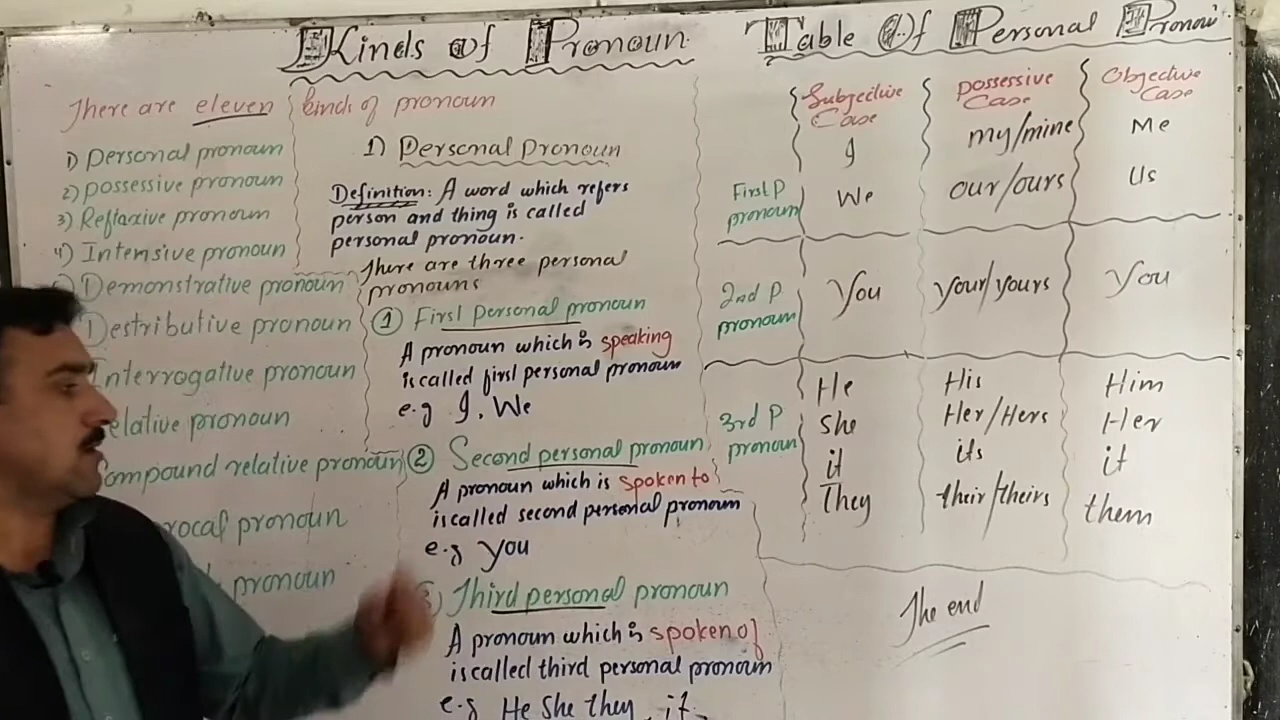 Kinds Of Pronoun
There are eleven kinds of pronoun
1) Personal pronoun
2) possessive pronoun
3) Reflaxive pronoun
4) Intensive pronoun
Demonstrative pronoun
Destributive pronoun
Interrogative pronoun
elative pronoun
ompound relative pronoun
rocal pronoun
pronoun
1) Personal Pronoun
Definition: A word which refers
person and thing is called
personal pronoun.
There are three personal
pronouns
1 First personal pronoun
A pronoun which is speaking
is called first personal pronoun
e.g I, We
2 Second personal pronoun
A pronoun which is spoken to
is called second personal pronoun
e.g You
Third personal pronoun
A pronoun which is spoken of
is called third personal pronoun
e.g He She they, it
Table Of Personal Pronoun
Subjective Case possessive Case Objective Case
First P pronoun
I my/mine Me
We our/ours Us
2nd P pronoun
You your/yours You
3rd P pronoun
He His Him
She Her/Hers Her
it its it
They their/theirs them
The end